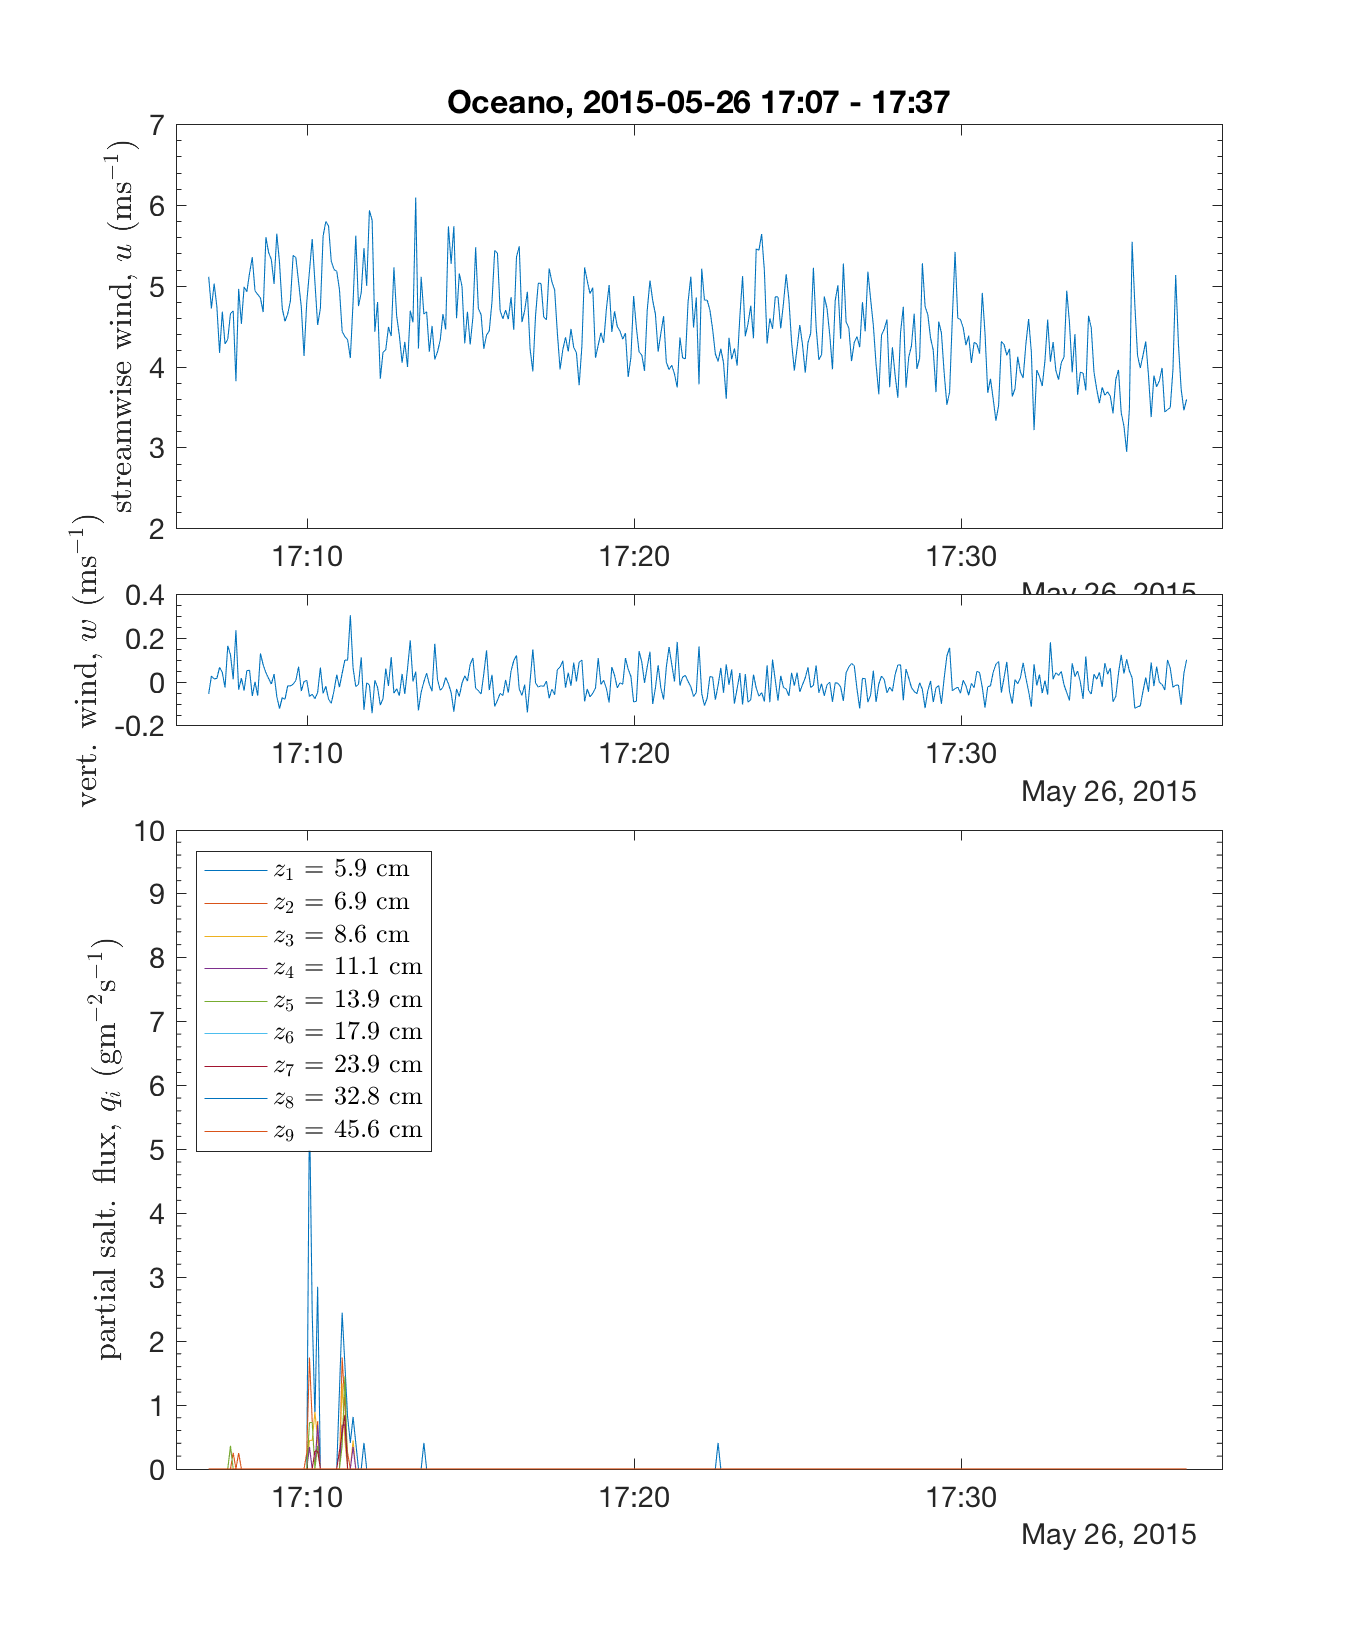 Oceano, 2015-05-26 17:07 - 17:37
streamwise wind, u (ms⁻¹)
7
6
5
4
3
2
17:10 17:20 17:30
May 26, 2015
vert. wind, w (ms⁻¹)
0.4
0.2
0
-0.2
17:10 17:20 17:30
May 26, 2015
partial salt. flux, qᵢ (gm⁻²s⁻¹)
10
9
8
7
6
5
4
3
2
1
0
z₁ = 5.9 cm
z₂ = 6.9 cm
z₃ = 8.6 cm
z₄ = 11.1 cm
z₅ = 13.9 cm
z₆ = 17.9 cm
z₇ = 23.9 cm
z₈ = 32.8 cm
z₉ = 45.6 cm
17:10 17:20 17:30
May 26, 2015